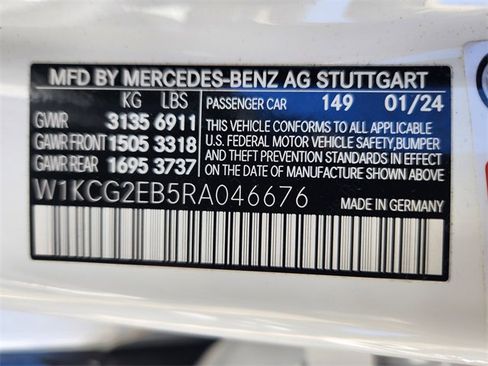 MFD BY MERCEDES-BENZ AG STUTTGART
KG LBS
GVWR 3135 6911
GAWR FRONT 1505 3318
GAWR REAR 1695 3737
PASSENGER CAR 149 01/24
THIS VEHICLE CONFORMS TO ALL APPLICABLE
U.S. FEDERAL MOTOR VEHICLE SAFETY, BUMPER
AND THEFT PREVENTION STANDARDS IN EFFECT ON
THE DATE OF MANUFACTURE SHOWN ABOVE.
W1KCG2EB5RA046676
MADE IN GERMANY